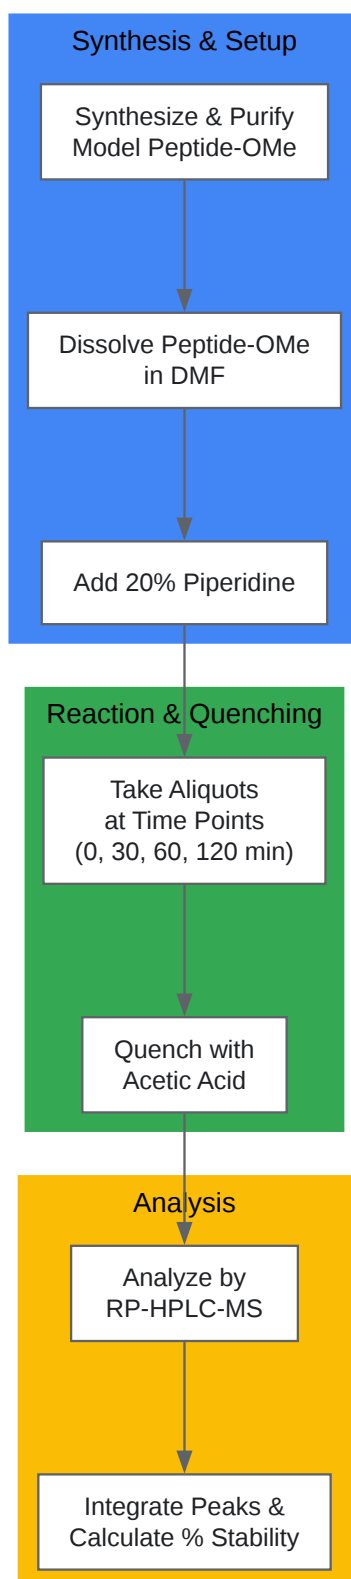 Synthesis & Setup
Synthesize & Purify
Model Peptide-OMe
Dissolve Peptide-OMe
in DMF
Add 20% Piperidine
Reaction & Quenching
Take Aliquots
at Time Points
(0, 30, 60, 120 min)
Quench with
Acetic Acid
Analysis
Analyze by
RP-HPLC-MS
Integrate Peaks &
Calculate % Stability